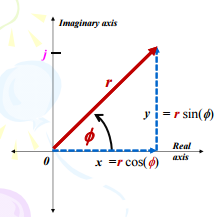 Imaginary axis
j
r
y = r sin(ϕ)
ϕ
Real
axis
0
x =r cos(ϕ)